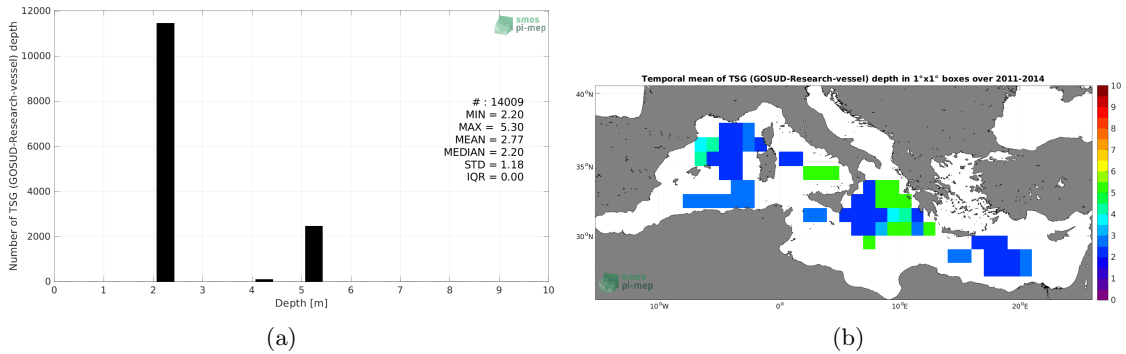 12000
10000
8000
6000
4000
2000
0
Number of TSG (GOSUD-Research-vessel) depth
smos
pi-mep
# : 14009
MIN = 2.20
MAX = 5.30
MEAN = 2.77
MEDIAN = 2.20
STD = 1.18
IQR = 0.00
0 1 2 3 4 5 6 7 8 9 10
Depth [m]
(a)
Temporal mean of TSG (GOSUD-Research-vessel) depth in 1°x1° boxes over 2011-2014
40°N
35°N
30°N
smos
pi-mep
10°W 0° 10°E 20°E
10
9
8
7
6
5
4
3
2
1
0
(b)